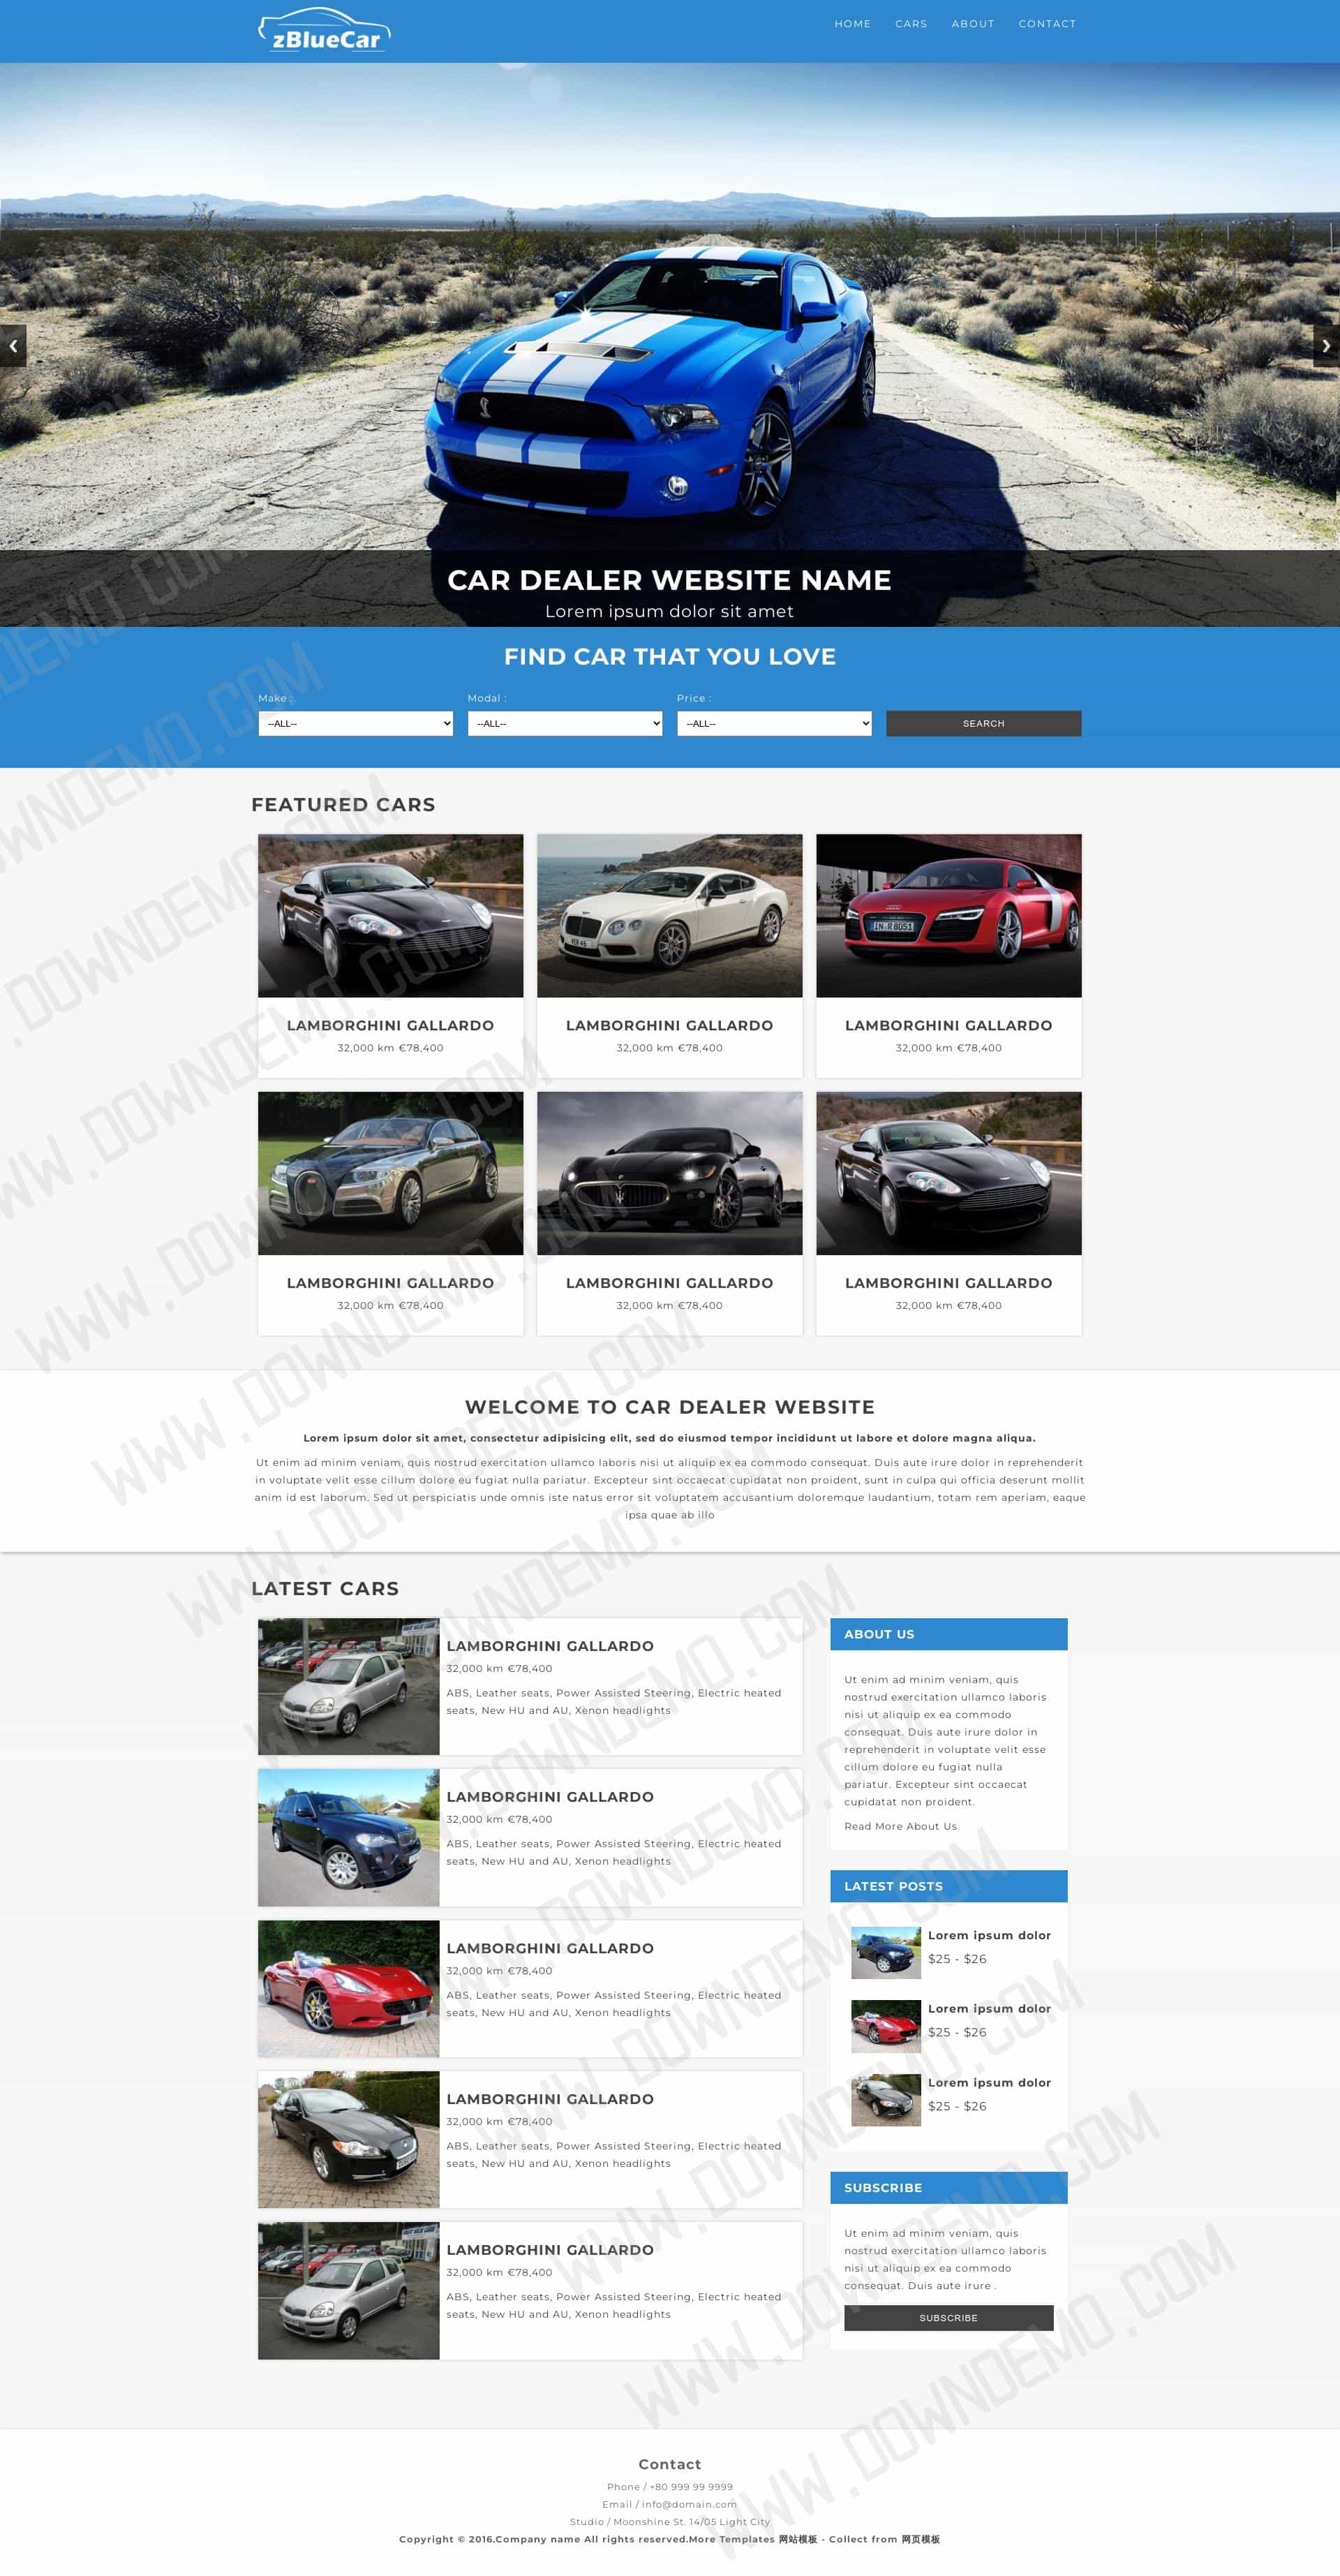 zBlueCar
HOME CARS ABOUT CONTACT
CAR DEALER WEBSITE NAME
Lorem ipsum dolor sit amet
FIND CAR THAT YOU LOVE
Make : Modal : Price :
--ALL-- --ALL-- --ALL-- SEARCH
FEATURED CARS
IN R 8051
LAMBORGHINI GALLARDO
32,000 km €78,400
LAMBORGHINI GALLARDO
32,000 km €78,400
LAMBORGHINI GALLARDO
32,000 km €78,400
LAMBORGHINI GALLARDO
32,000 km €78,400
LAMBORGHINI GALLARDO
32,000 km €78,400
LAMBORGHINI GALLARDO
32,000 km €78,400
WELCOME TO CAR DEALER WEBSITE
Lorem ipsum dolor sit amet, consectetur adipisicing elit, sed do eiusmod tempor incididunt ut labore et dolore magna aliqua.
Ut enim ad minim veniam, quis nostrud exercitation ullamco laboris nisi ut aliquip ex ea commodo consequat. Duis aute irure dolor in reprehenderit
in voluptate velit esse cillum dolore eu fugiat nulla pariatur. Excepteur sint occaecat cupidatat non proident, sunt in culpa qui officia deserunt mollit
anim id est laborum. Sed ut perspiciatis unde omnis iste natus error sit voluptatem accusantium doloremque laudantium, totam rem aperiam, eaque
ipsa quae ab illo
LATEST CARS
LAMBORGHINI GALLARDO
32,000 km €78,400
ABS, Leather seats, Power Assisted Steering, Electric heated
seats, New HU and AU, Xenon headlights
LAMBORGHINI GALLARDO
32,000 km €78,400
ABS, Leather seats, Power Assisted Steering, Electric heated
seats, New HU and AU, Xenon headlights
LAMBORGHINI GALLARDO
32,000 km €78,400
ABS, Leather seats, Power Assisted Steering, Electric heated
seats, New HU and AU, Xenon headlights
LAMBORGHINI GALLARDO
32,000 km €78,400
ABS, Leather seats, Power Assisted Steering, Electric heated
seats, New HU and AU, Xenon headlights
LAMBORGHINI GALLARDO
32,000 km €78,400
ABS, Leather seats, Power Assisted Steering, Electric heated
seats, New HU and AU, Xenon headlights
ABOUT US
Ut enim ad minim veniam, quis
nostrud exercitation ullamco laboris
nisi ut aliquip ex ea commodo
consequat. Duis aute irure dolor in
reprehenderit in voluptate velit esse
cillum dolore eu fugiat nulla
pariatur. Excepteur sint occaecat
cupidatat non proident.
Read More About Us
LATEST POSTS
Lorem ipsum dolor
$25 - $26
Lorem ipsum dolor
$25 - $26
Lorem ipsum dolor
$25 - $26
SUBSCRIBE
Ut enim ad minim veniam, quis
nostrud exercitation ullamco laboris
nisi ut aliquip ex ea commodo
consequat. Duis aute irure .
SUBSCRIBE
Contact
Phone / +80 999 99 9999
Email / info@domain.com
Studio / Moonshine St. 14/05 Light City
Copyright © 2016.Company name All rights reserved.More Templates 网站模板 - Collect from 网页模板
WWW.DOWNDEMO.COM